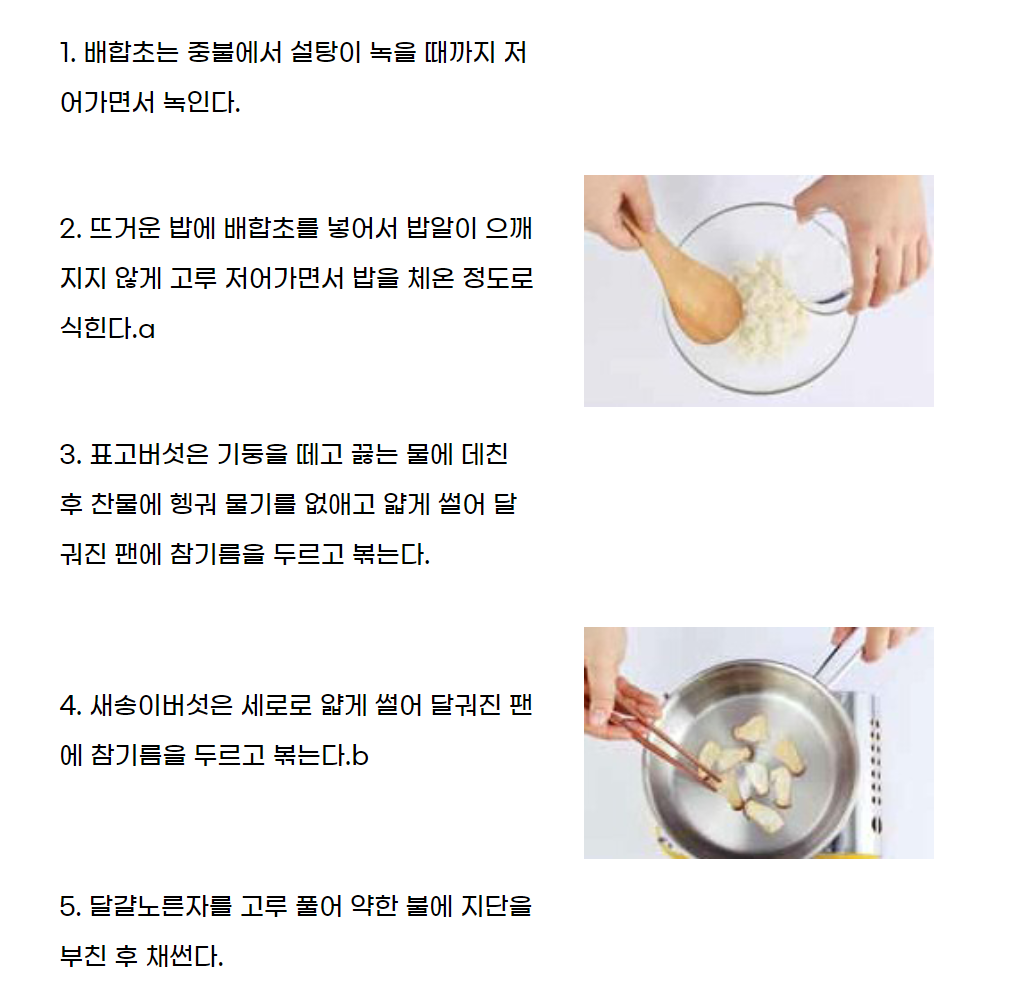 1. 배합초는 중불에서 설탕이 녹을 때까지 저
어가면서 녹인다.
2. 뜨거운 밥에 배합초를 넣어서 밥알이 으깨
지지 않게 고루 저어가면서 밥을 체온 정도로
식힌다.a
3. 표고버섯은 기둥을 떼고 끓는 물에 데친
후 찬물에 헹궈 물기를 없애고 얇게 썰어 달
궈진 팬에 참기름을 두르고 볶는다.
4. 새송이버섯은 세로로 얇게 썰어 달궈진 팬
에 참기름을 두르고 볶는다.b
5. 달걀노른자를 고루 풀어 약한 불에 지단을
부친 후 채썬다.